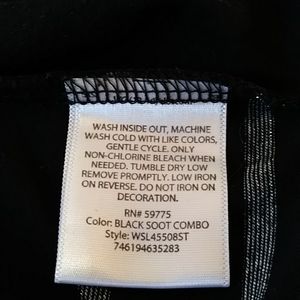 WASH INSIDE OUT, MACHINE
WASH COLD WITH LIKE COLORS,
GENTLE CYCLE. ONLY
NON-CHLORINE BLEACH WHEN
NEEDED. TUMBLE DRY LOW
REMOVE PROMPTLY. LOW IRON
ON REVERSE. DO NOT IRON ON
DECORATION.
RN# 59775
Color: BLACK SOOT COMBO
Style: WSL45508ST
746194635283